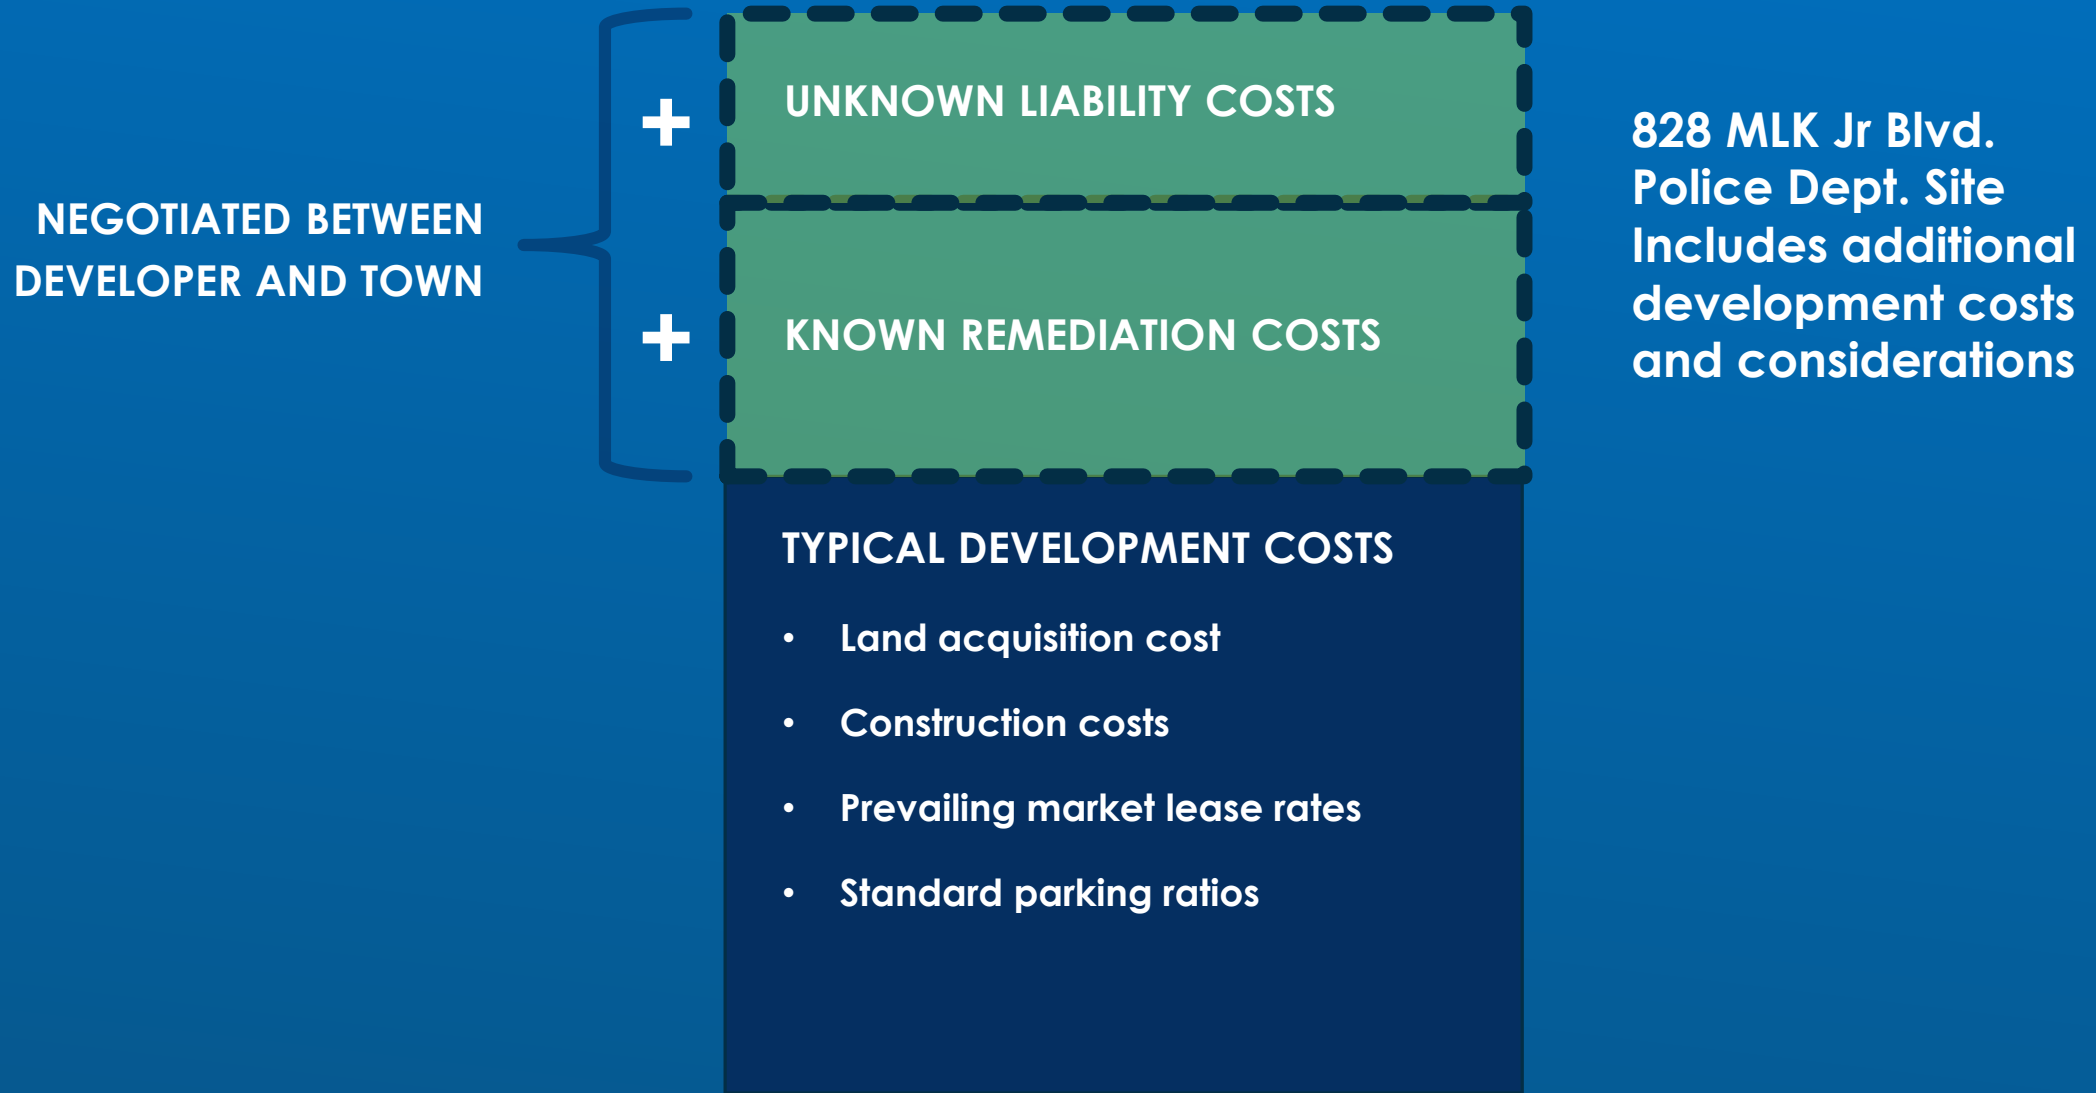 NEGOTIATED BETWEEN
DEVELOPER AND TOWN
+
UNKNOWN LIABILITY COSTS
+
KNOWN REMEDIATION COSTS
TYPICAL DEVELOPMENT COSTS
• Land acquisition cost
• Construction costs
• Prevailing market lease rates
• Standard parking ratios
828 MLK Jr Blvd.
Police Dept. Site
Includes additional
development costs
and considerations